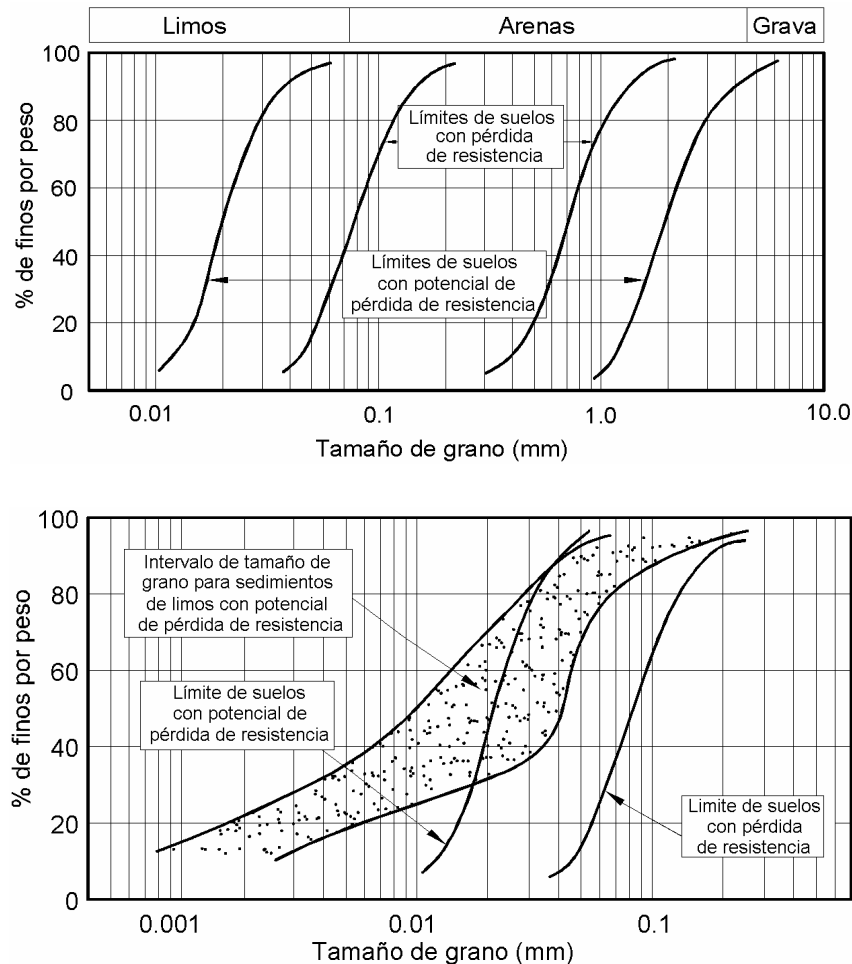 Limos
Arenas
Grava
% de finos por peso
100
80
60
40
20
0
Límites de suelos
con pérdida
de resistencia
Límites de suelos
con potencial de
pérdida de resistencia
0.01
0.1
1.0
10.0
Tamaño de grano (mm)
% de finos por peso
100
80
60
40
20
0
Intervalo de tamaño de
grano para sedimientos
de limos con potencial
de pérdida de resistencia
Límite de suelos
con potencial de
pérdida de resistencia
Limite de suelos
con pérdida
de resistencia
0.001
0.01
0.1
Tamaño de grano (mm)